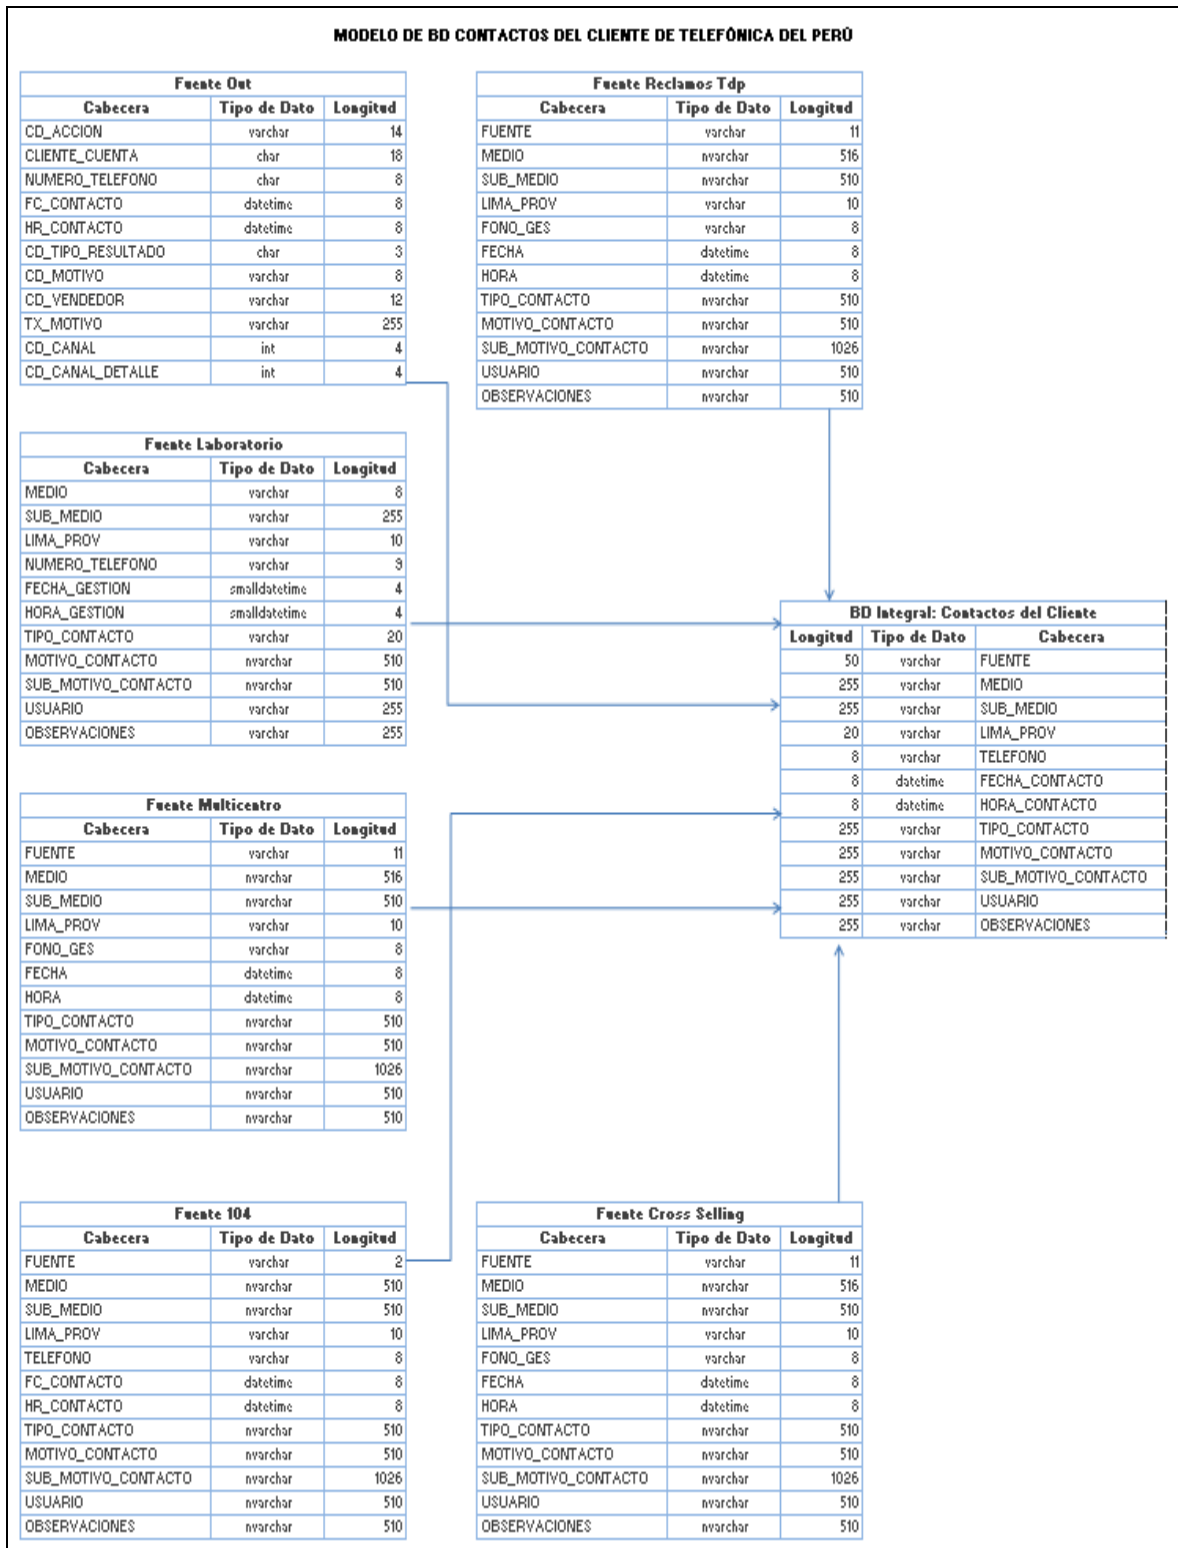 MODELO DE BD CONTACTOS DEL CLIENTE DE TELEFÓNICA DEL PERÚ
Fuente Out
Cabecera Tipo de Dato Longitud
CD_ACCION varchar 14
CLIENTE_CUENTA char 18
NUMERO_TELEFONO char 8
FC_CONTACTO datetime 8
HR_CONTACTO datetime 8
CD_TIPO_RESULTADO char 3
CD_MOTIVO varchar 8
CD_VENDEDOR varchar 12
TX_MOTIVO varchar 255
CD_CANAL int 4
CD_CANAL_DETALLE int 4
Fuente Reclamos Tdp
Cabecera Tipo de Dato Longitud
FUENTE varchar 11
MEDIO nvarchar 516
SUB_MEDIO nvarchar 510
LIMA_PROV varchar 10
FONO_GES varchar 8
FECHA datetime 8
HORA datetime 8
TIPO_CONTACTO nvarchar 510
MOTIVO_CONTACTO nvarchar 510
SUB_MOTIVO_CONTACTO nvarchar 1026
USUARIO nvarchar 510
OBSERVACIONES nvarchar 510
Fuente Laboratorio
Cabecera Tipo de Dato Longitud
MEDIO varchar 8
SUB_MEDIO varchar 255
LIMA_PROV varchar 10
NUMERO_TELEFONO varchar 9
FECHA_GESTION smalldatetime 4
HORA_GESTION smalldatetime 4
TIPO_CONTACTO varchar 20
MOTIVO_CONTACTO nvarchar 510
SUB_MOTIVO_CONTACTO nvarchar 510
USUARIO varchar 255
OBSERVACIONES varchar 255
BD Integral: Contactos del Cliente
Longitud Tipo de Dato Cabecera
50 varchar FUENTE
255 varchar MEDIO
255 varchar SUB_MEDIO
20 varchar LIMA_PROV
8 varchar TELEFONO
8 datetime FECHA_CONTACTO
8 datetime HORA_CONTACTO
255 varchar TIPO_CONTACTO
255 varchar MOTIVO_CONTACTO
255 varchar SUB_MOTIVO_CONTACTO
255 varchar USUARIO
255 varchar OBSERVACIONES
Fuente Multicentro
Cabecera Tipo de Dato Longitud
FUENTE varchar 11
MEDIO nvarchar 516
SUB_MEDIO nvarchar 510
LIMA_PROV varchar 10
FONO_GES varchar 8
FECHA datetime 8
HORA datetime 8
TIPO_CONTACTO nvarchar 510
MOTIVO_CONTACTO nvarchar 510
SUB_MOTIVO_CONTACTO nvarchar 1026
USUARIO nvarchar 510
OBSERVACIONES nvarchar 510
Fuente 104
Cabecera Tipo de Dato Longitud
FUENTE varchar 2
MEDIO nvarchar 510
SUB_MEDIO nvarchar 510
LIMA_PROV varchar 10
TELEFONO varchar 8
FC_CONTACTO datetime 8
HR_CONTACTO datetime 8
TIPO_CONTACTO nvarchar 510
MOTIVO_CONTACTO nvarchar 510
SUB_MOTIVO_CONTACTO nvarchar 1026
USUARIO nvarchar 510
OBSERVACIONES nvarchar 510
Fuente Cross Selling
Cabecera Tipo de Dato Longitud
FUENTE varchar 11
MEDIO nvarchar 516
SUB_MEDIO nvarchar 510
LIMA_PROV varchar 10
FONO_GES varchar 8
FECHA datetime 8
HORA datetime 8
TIPO_CONTACTO nvarchar 510
MOTIVO_CONTACTO nvarchar 510
SUB_MOTIVO_CONTACTO nvarchar 1026
USUARIO nvarchar 510
OBSERVACIONES nvarchar 510